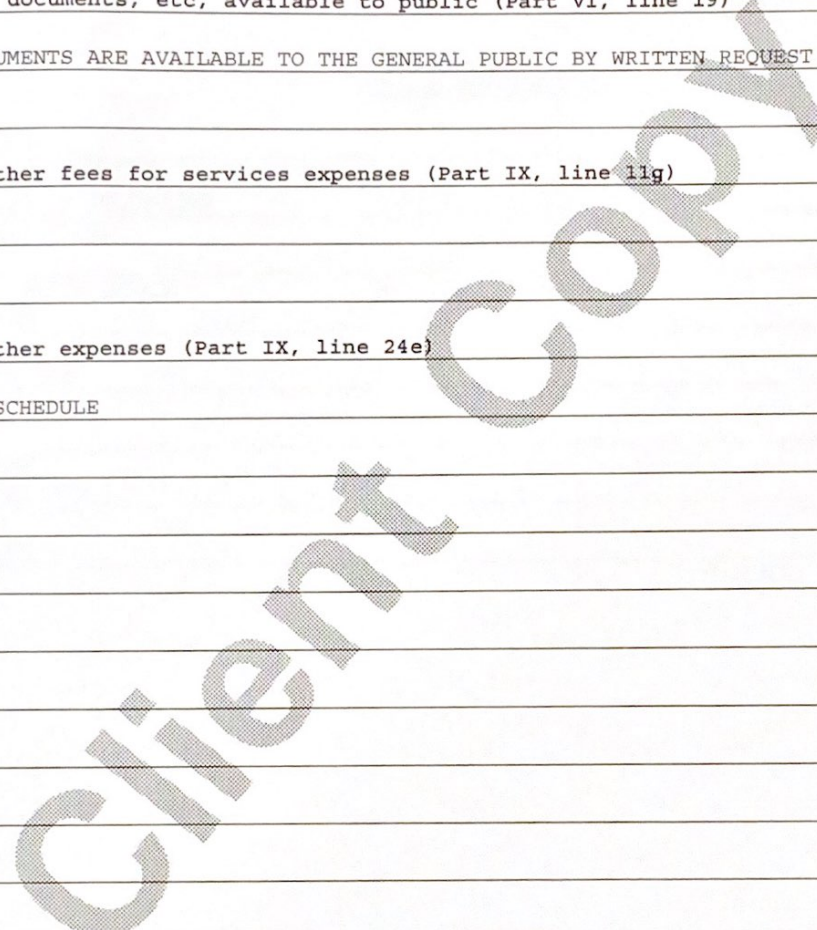 documents, etc, available to public (Part VI, line 19)
UMENTS ARE AVAILABLE TO THE GENERAL PUBLIC BY WRITTEN REQUEST
ther fees for services expenses (Part IX, line 11g)
ther expenses (Part IX, line 24e)
SCHEDULE
Client Copy